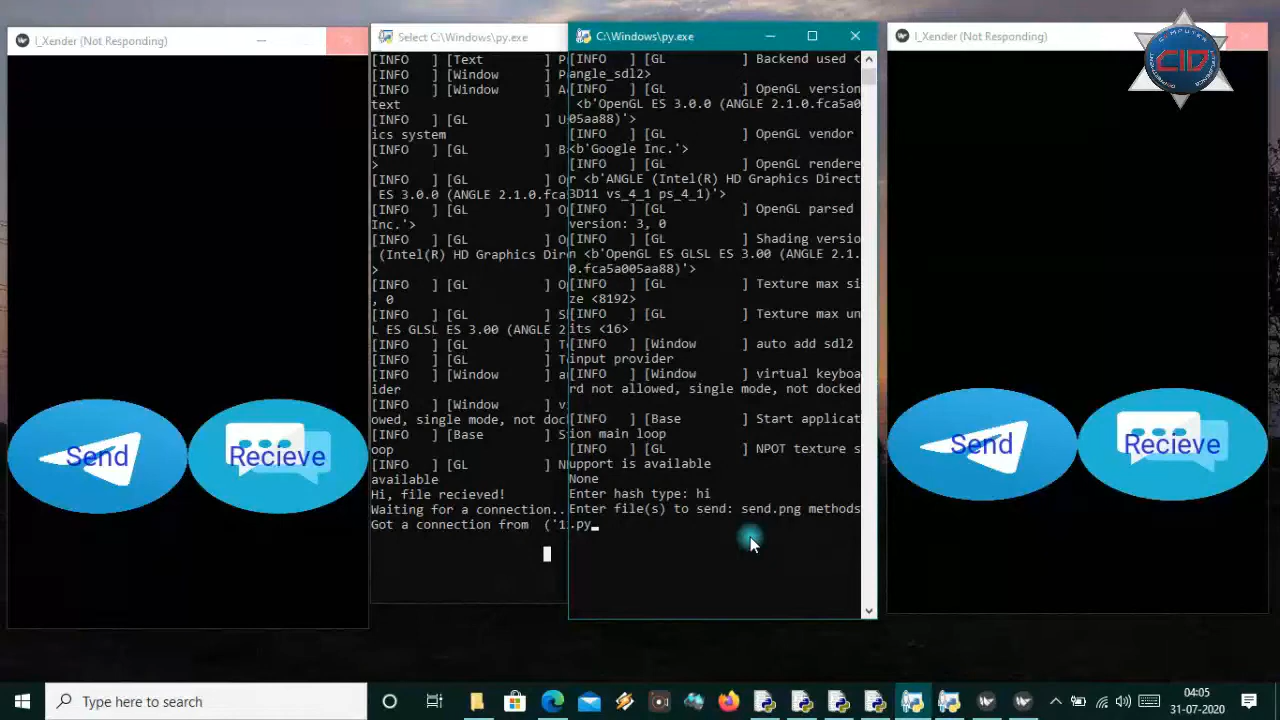 I_Xender (Not Responding)
Send
Recieve
Select C:\Windows\py.exe
[INFO   ] [Text
[INFO   ] [Window
[INFO   ] [Window
text
[INFO   ] [GL
ics system
[INFO   ] [GL
>
[INFO   ] [GL
 ES 3.0.0 (ANGLE 2.1.0.fca
[INFO   ] [GL
Inc.'>
[INFO   ] [GL
 (Intel(R) HD Graphics Dir
>
[INFO   ] [GL
, 0
[INFO   ] [GL
L ES GLSL ES 3.00 (ANGLE 2
[INFO   ] [GL
[INFO   ] [GL
[INFO   ] [Window
ider
[INFO   ] [Window
owed, single mode, not doc
[INFO   ] [Base
oop
[INFO   ] [GL
available
Hi, file recieved!
Waiting for a connection..
Got a connection from  ('1
C:\Windows\py.exe
[INFO   ] [GL          ] Backend used <
angle_sdl2>
[INFO   ] [GL          ] OpenGL version
 <b'OpenGL ES 3.0.0 (ANGLE 2.1.0.fca5a0
05aa88)'>
[INFO   ] [GL          ] OpenGL vendor
<b'Google Inc.'>
[INFO   ] [GL          ] OpenGL rendere
r <b'ANGLE (Intel(R) HD Graphics Direct
3D11 vs_4_1 ps_4_1)'>
[INFO   ] [GL          ] OpenGL parsed
version: 3, 0
[INFO   ] [GL          ] Shading versio
n <b'OpenGL ES GLSL ES 3.00 (ANGLE 2.1.
0.fca5a005aa88)'>
[INFO   ] [GL          ] Texture max si
ze <8192>
[INFO   ] [GL          ] Texture max un
its <16>
[INFO   ] [Window      ] auto add sdl2
input provider
[INFO   ] [Window      ] virtual keyboa
rd not allowed, single mode, not docked
[INFO   ] [Base        ] Start applicat
ion main loop
[INFO   ] [GL          ] NPOT texture s
upport is available
None
Enter hash type: hi
Enter file(s) to send: send.png methods
.py
I_Xender (Not Responding)
Send
Recieve
COMPUTER
CID
Type here to search
04:05
31-07-2020